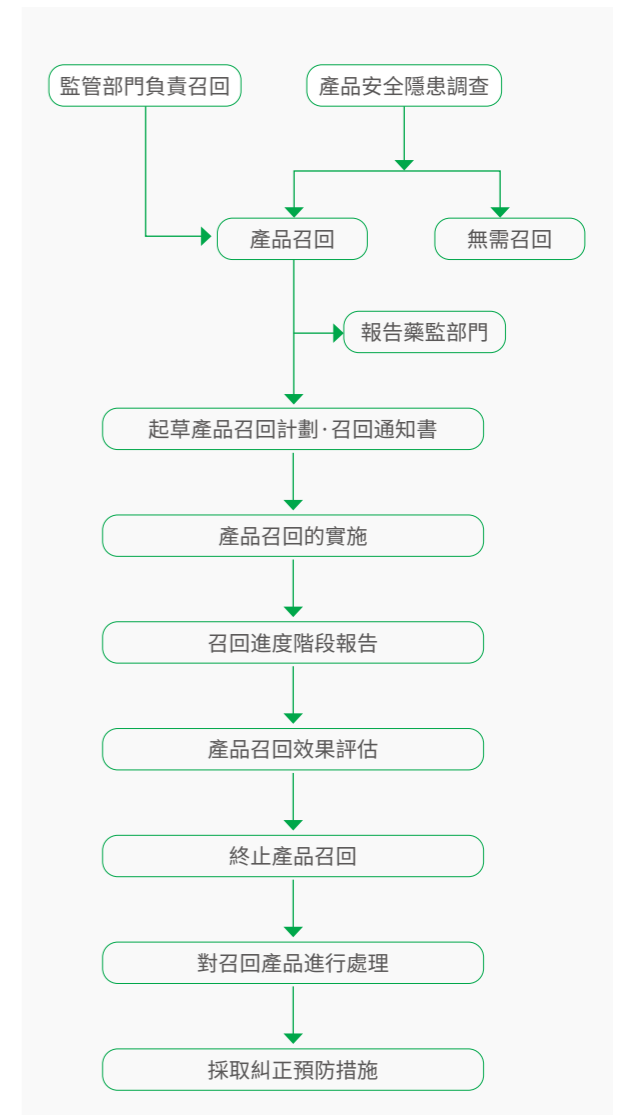 監管部門負責召回
產品安全隱患調查
產品召回
無需召回
報告藥監部門
起草產品召回計劃·召回通知書
產品召回的實施
召回進度階段報告
產品召回效果評估
終止產品召回
對召回產品進行處理
採取糾正預防措施